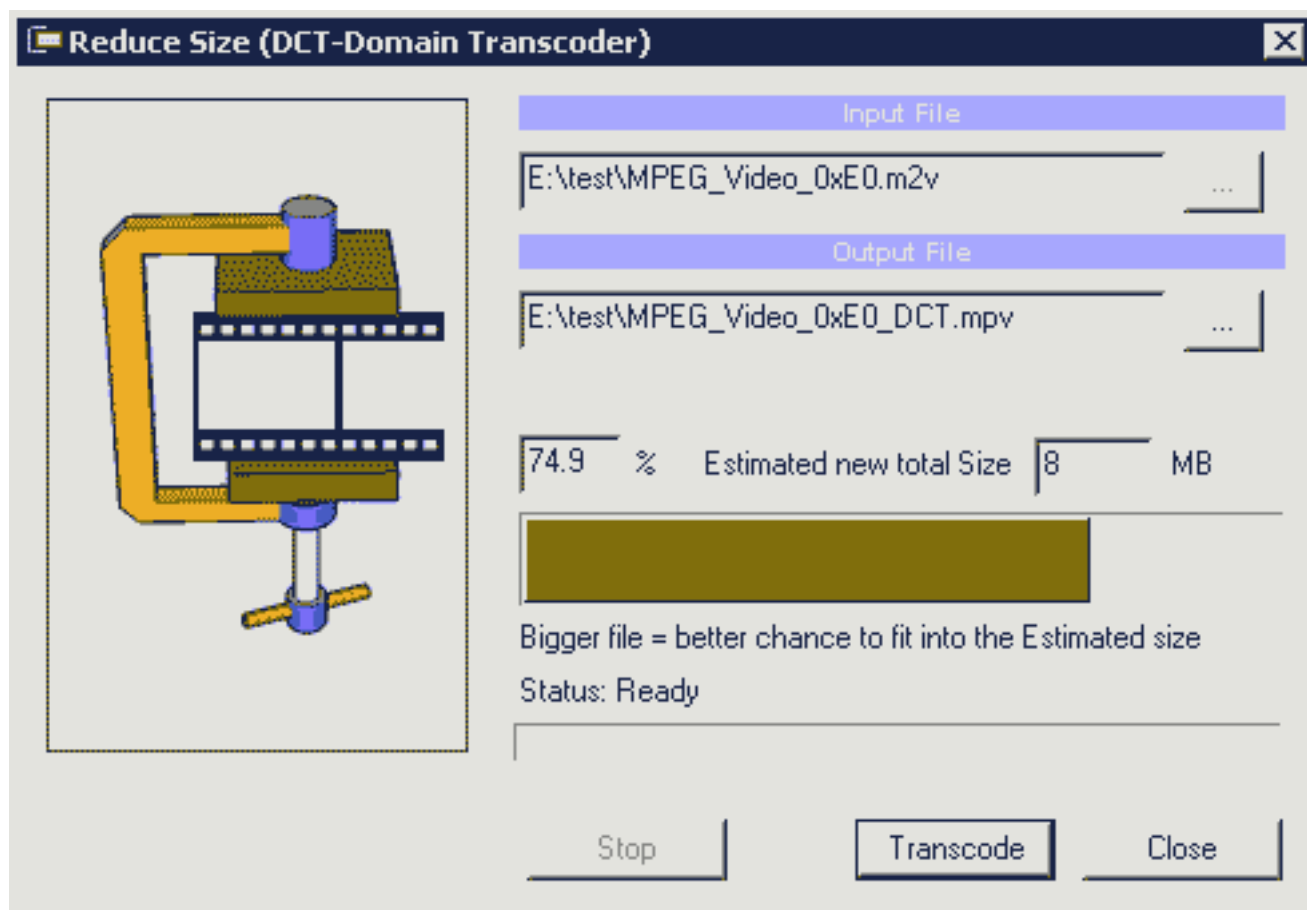 Reduce Size (DCT-Domain Transcoder)
Input File
E:\test\MPEG_Video_0xE0.m2v ...
Output File
E:\test\MPEG_Video_0xE0_DCT.mpv ...
74.9 % Estimated new total Size 8 MB
Bigger file = better chance to fit into the Estimated size
Status: Ready
Stop Transcode Close